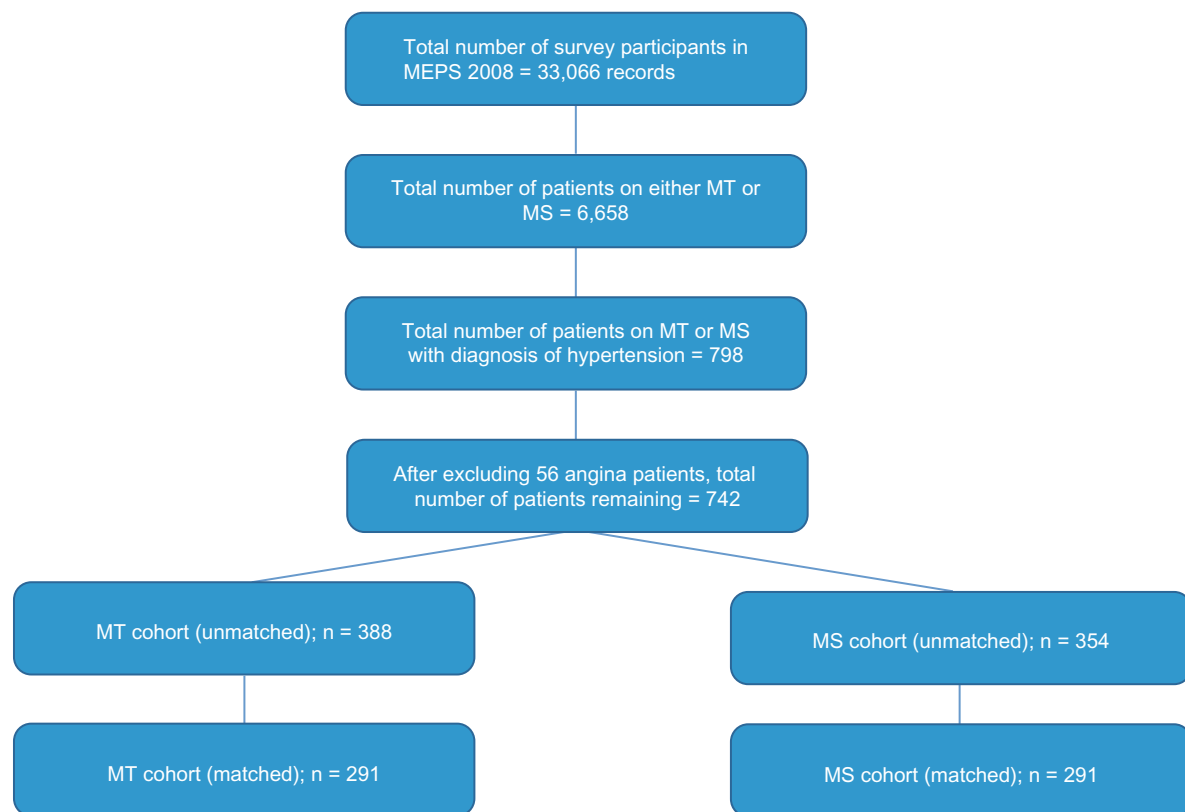 Total number of survey participants in
MEPS 2008 = 33,066 records
Total number of patients on either MT or
MS = 6,658
Total number of patients on MT or MS
with diagnosis of hypertension = 798
After excluding 56 angina patients, total
number of patients remaining = 742
MT cohort (unmatched); n = 388
MS cohort (unmatched); n = 354
MT cohort (matched); n = 291
MS cohort (matched); n = 291